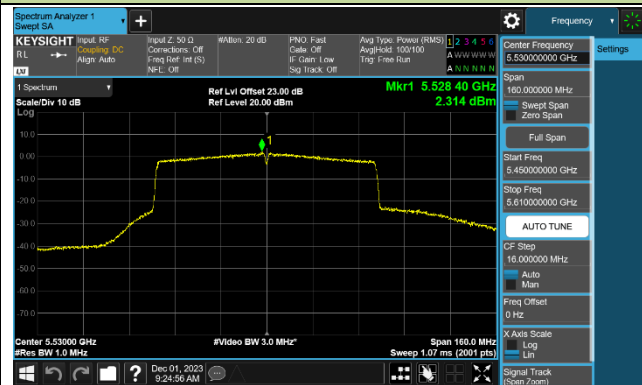 Spectrum Analyzer 1
Swept SA
+
Frequency
KEYSIGHT
RL
LXI
Input: RF
Coupling: DC
Align: Auto
Input Z: 50 Ω
Corrections: Off
Freq Ref: Int (S)
NFE: Off
#Atten: 20 dB
PNO: Fast
Gate: Off
IF Gain: Low
Sig Track: Off
Avg Type: Power (RMS)
Avg|Hold: 100/100
Trig: Free Run
1 2 3 4 5 6
A W W W W W
A N N N N N
1 Spectrum
Scale/Div 10 dB
Log
Ref Lvl Offset 23.00 dB
Ref Level 20.00 dBm
Mkr1 5.528 40 GHz
2.314 dBm
1
10.0
0.00
-10.0
-20.0
-30.0
-40.0
-50.0
-60.0
-70.0
Center 5.53000 GHz
#Res BW 1.0 MHz
#Video BW 3.0 MHz*
Span 160.0 MHz
Sweep 1.07 ms (2001 pts)
Center Frequency
5.530000000 GHz
Span
160.000000 MHz
Swept Span
Zero Span
Full Span
Start Freq
5.450000000 GHz
Stop Freq
5.610000000 GHz
AUTO TUNE
CF Step
16.000000 MHz
Auto
Man
Freq Offset
0 Hz
X Axis Scale
Log
Lin
Signal Track
(Span Zoom)
Settings
?
Dec 01, 2023
9:24:56 AM